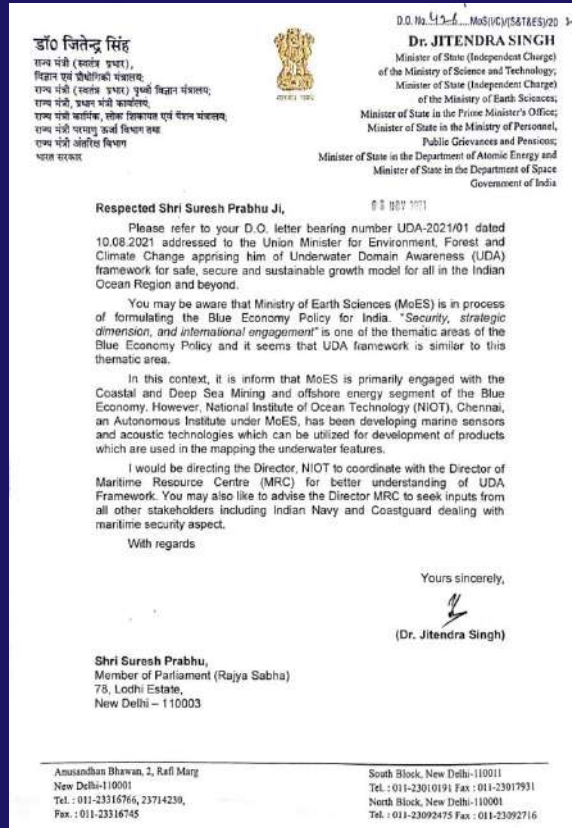 डॉ० जितेन्द्र सिंह
राज्य मंत्री (स्वतंत्र प्रभार),
विज्ञान एवं प्रौद्योगिकी मंत्रालय;
राज्य मंत्री (स्वतंत्र प्रभार) पृथ्वी विज्ञान मंत्रालय;
राज्य मंत्री, प्रधान मंत्री कार्यालय;
राज्य मंत्री कार्मिक, लोक शिकायत एवं पेंशन मंत्रालय;
राज्य मंत्री परमाणु ऊर्जा विभाग तथा
राज्य मंत्री अंतरिक्ष विभाग
भारत सरकार
D.O. No. MoS(I/C)(S&T&ES)/20
Dr. JITENDRA SINGH
Minister of State (Independent Charge)
of the Ministry of Science and Technology;
Minister of State (Independent Charge)
of the Ministry of Earth Sciences;
Minister of State in the Prime Minister's Office;
Minister of State in the Ministry of Personnel,
Public Grievances and Pensions;
Minister of State in the Department of Atomic Energy and
Minister of State in the Department of Space
Government of India
NOV 2021
Respected Shri Suresh Prabhu Ji,
Please refer to your D.O. letter bearing number UDA-2021/01 dated
10.08.2021 addressed to the Union Minister for Environment, Forest and
Climate Change apprising him of Underwater Domain Awareness (UDA)
framework for safe, secure and sustainable growth model for all in the Indian
Ocean Region and beyond.
You may be aware that Ministry of Earth Sciences (MoES) is in process
of formulating the Blue Economy Policy for India. "Security, strategic
dimension, and international engagement" is one of the thematic areas of the
Blue Economy Policy and it seems that UDA framework is similar to this
thematic area.
In this context, it is inform that MoES is primarily engaged with the
Coastal and Deep Sea Mining and offshore energy segment of the Blue
Economy. However, National Institute of Ocean Technology (NIOT), Chennai,
an Autonomous Institute under MoES, has been developing marine sensors
and acoustic technologies which can be utilized for development of products
which are used in the mapping the underwater features.
I would be directing the Director, NIOT to coordinate with the Director of
Maritime Resource Centre (MRC) for better understanding of UDA
Framework. You may also like to advise the Director MRC to seek inputs from
all other stakeholders including Indian Navy and Coastguard dealing with
maritime security aspect.
With regards
Yours sincerely,
(Dr. Jitendra Singh)
Shri Suresh Prabhu,
Member of Parliament (Rajya Sabha)
78, Lodhi Estate,
New Delhi – 110003
Anusandhan Bhawan, 2, Rafi Marg
New Delhi-110001
Tel. : 011-23316766, 23714230,
Fax. : 011-23316745
South Block, New Delhi-110011
Tel. : 011-23010191 Fax : 011-23017931
North Block, New Delhi-110001
Tel. : 011-23092475 Fax : 011-23092716